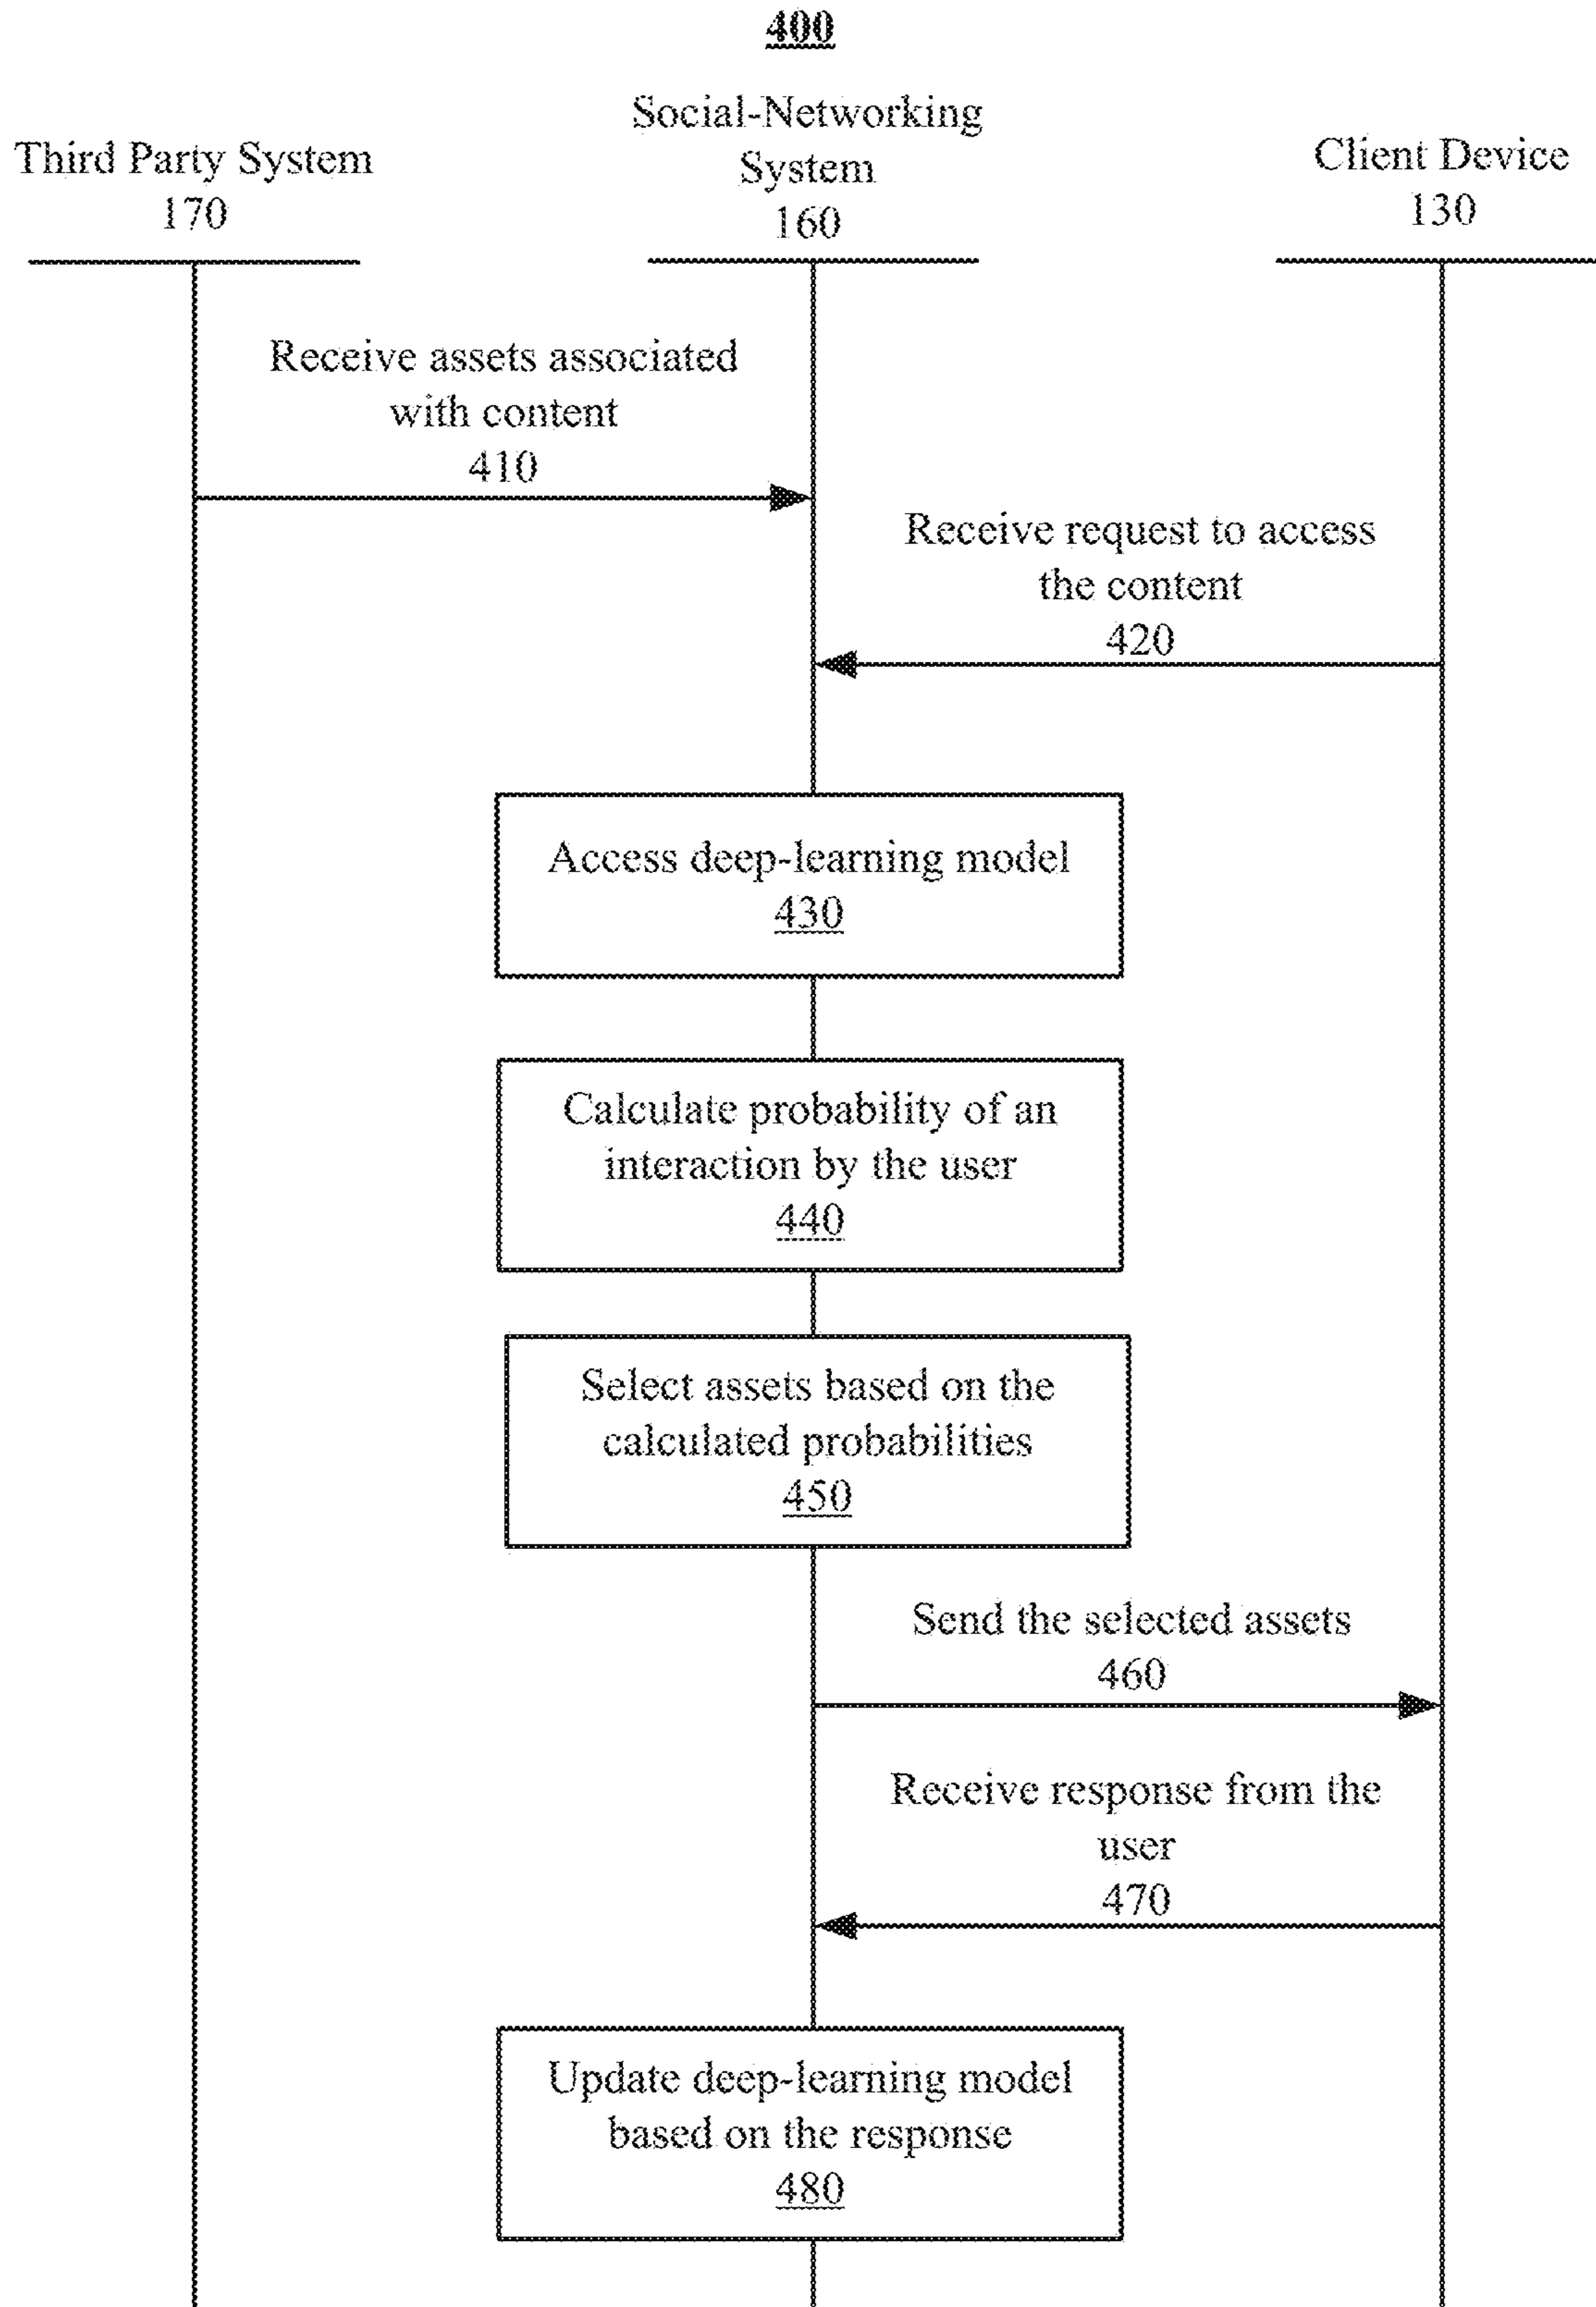 400
Third Party System
170
Social-Networking
System
160
Client Device
130
Receive assets associated
with content
410
Receive request to access
the content
420
Access deep-learning model
430
Calculate probability of an
interaction by the user
440
Select assets based on the
calculated probabilities
450
Send the selected assets
460
Receive response from the
user
470
Update deep-learning model
based on the response
480